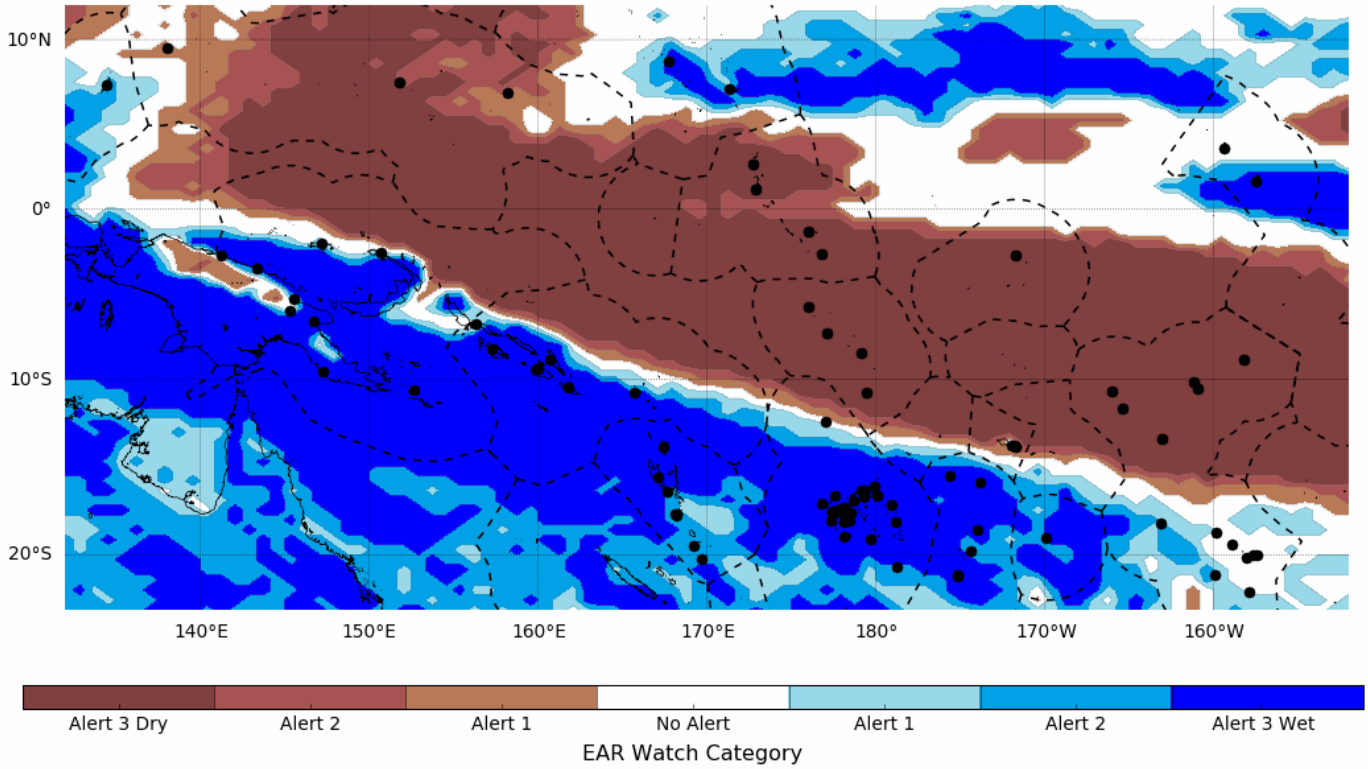 10°N
0°
10°S
20°S
140°E 150°E 160°E 170°E 180° 170°W 160°W
Alert 3 Dry Alert 2 Alert 1 No Alert Alert 1 Alert 2 Alert 3 Wet
EAR Watch Category